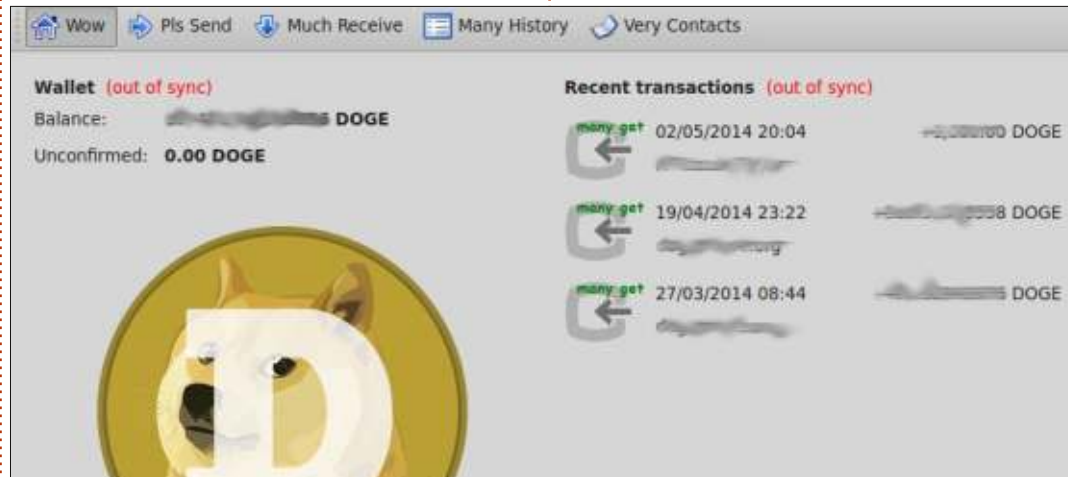 Wow Pls Send Much Receive Many History Very Contacts
Wallet (out of sync)
Balance: DOGE
Unconfirmed: 0.00 DOGE
Recent transactions (out of sync)
many get 02/05/2014 20:04 DOGE
many get 19/04/2014 23:22 DOGE
many get 27/03/2014 08:44 DOGE
D